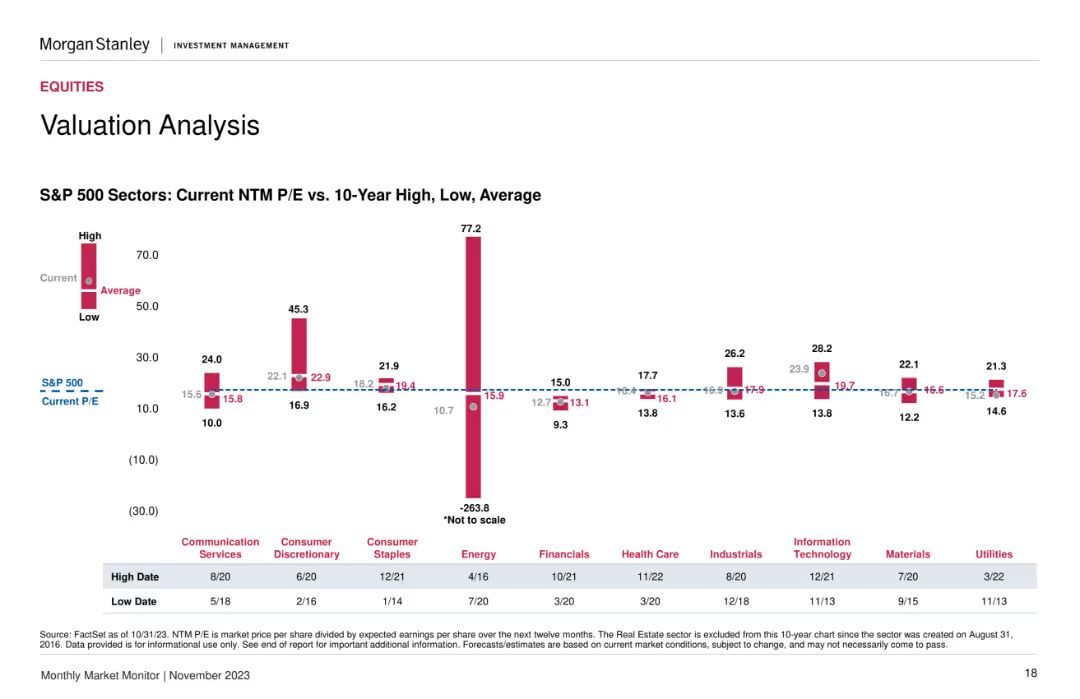 Morgan Stanley | INVESTMENT MANAGEMENT
EQUITIES
Valuation Analysis
S&P 500 Sectors: Current NTM P/E vs. 10-Year High, Low, Average
High
Current
Average
Low
S&P 500
Current P/E
70.0
50.0
30.0
10.0
(10.0)
(30.0)
24.0
15.6
15.8
10.0
45.3
22.1
22.9
16.9
21.9
18.2
19.4
16.2
77.2
10.7
15.9
-263.8
*Not to scale
15.0
12.7
13.1
9.3
17.7
16.1
13.8
26.2
17.9
13.6
28.2
23.9
19.7
13.8
22.1
16.7
16.6
12.2
21.3
15.2
17.6
14.6
Communication Services
Consumer Discretionary
Consumer Staples
Energy
Financials
Health Care
Industrials
Information Technology
Materials
Utilities
High Date 8/20 6/20 12/21 4/16 10/21 11/22 8/20 12/21 7/20 3/22
Low Date 5/18 2/16 1/14 7/20 3/20 3/20 12/18 11/13 9/15 11/13
Source: FactSet as of 10/31/23. NTM P/E is market price per share divided by expected earnings per share over the next twelve months. The Real Estate sector is excluded from this 10-year chart since the sector was created on August 31,
2016. Data provided is for informational use only. See end of report for important additional information. Forecasts/estimates are based on current market conditions, subject to change, and may not necessarily come to pass.
Monthly Market Monitor | November 2023
18